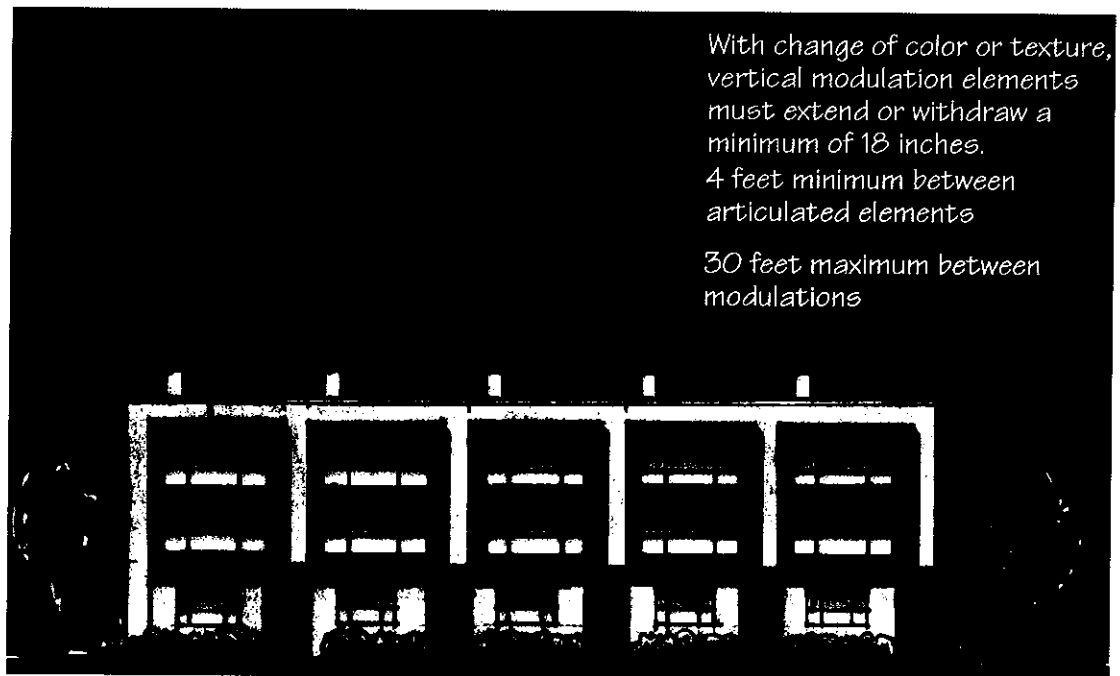 With change of color or texture,
vertical modulation elements
must extend or withdraw a
minimum of 18 inches.
4 feet minimum between
articulated elements
30 feet maximum between
modulations